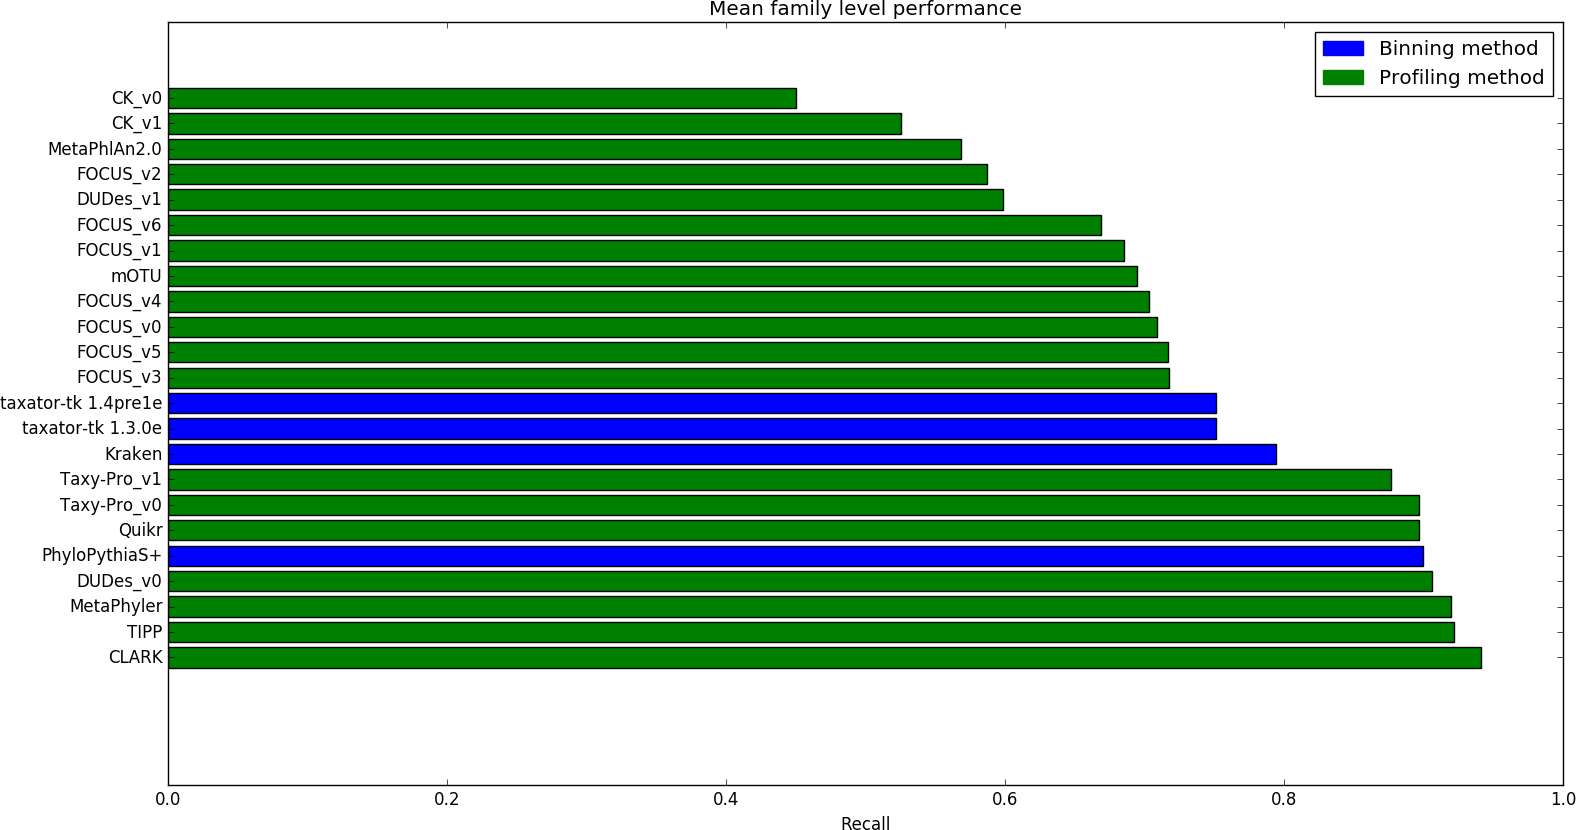 Mean family level performance
Binning method
Profiling method
CK_v0
CK_v1
MetaPhlAn2.0
FOCUS_v2
DUDes_v1
FOCUS_v6
FOCUS_v1
mOTU
FOCUS_v4
FOCUS_v0
FOCUS_v5
FOCUS_v3
taxator-tk 1.4pre1e
taxator-tk 1.3.0e
Kraken
Taxy-Pro_v1
Taxy-Pro_v0
Quikr
PhyloPythiaS+
DUDes_v0
MetaPhyler
TIPP
CLARK
0.0 0.2 0.4 0.6 0.8 1.0
Recall